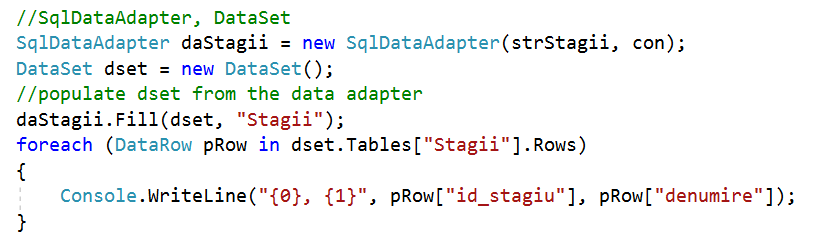 //SqlDataAdapter, DataSet
SqlDataAdapter daStagii = new SqlDataAdapter(strStagii, con);
DataSet dset = new DataSet();
//populate dset from the data adapter
daStagii.Fill(dset, "Stagii");
foreach (DataRow pRow in dset.Tables["Stagii"].Rows)
{
    Console.WriteLine("{0}, {1}", pRow["id_stagiu"], pRow["denumire"]);
}